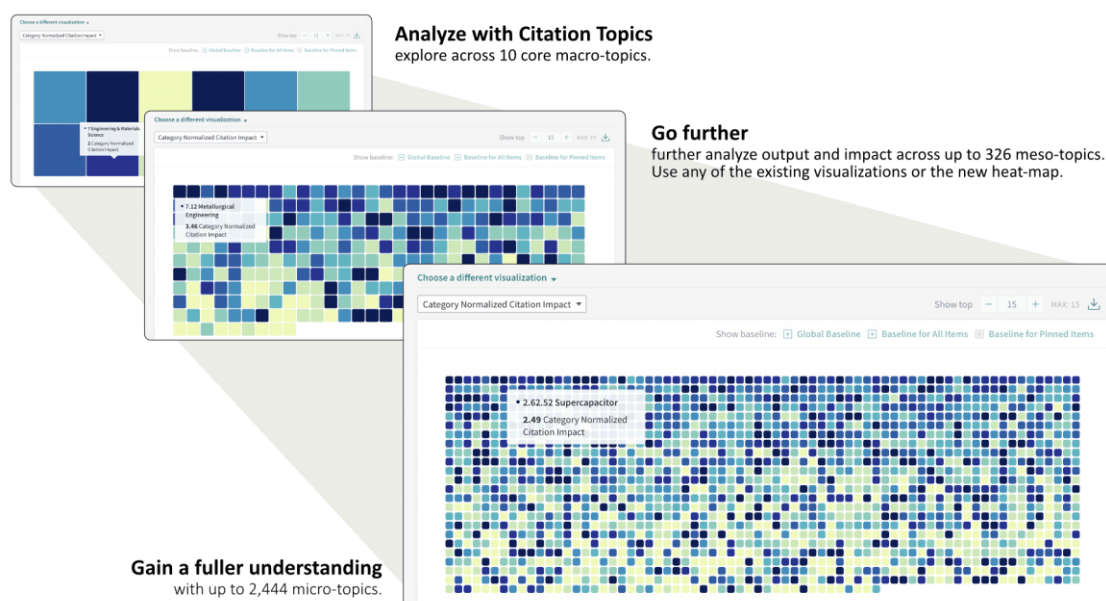 Choose a different visualization
Category Normalized Citation Impact
Show top − 15 + MAX: 15
Show baseline: Global Baseline Baseline for All Items Baseline for Pinned Items
• 7 Engineering & Materials
Science
3 Category Normalized
Citation Impact
Analyze with Citation Topics
explore across 10 core macro-topics.
Choose a different visualization
Category Normalized Citation Impact
Show top − 15 + MAX: 15
Show baseline: Global Baseline Baseline for All Items Baseline for Pinned Items
• 7.12 Metallurgical
Engineering
3.46 Category Normalized
Citation Impact
Go further
further analyze output and impact across up to 326 meso-topics.
Use any of the existing visualizations or the new heat-map.
Choose a different visualization
Category Normalized Citation Impact
Show top − 15 + MAX: 15
Show baseline: Global Baseline Baseline for All Items Baseline for Pinned Items
• 2.62.52 Supercapacitor
2.49 Category Normalized
Citation Impact
Gain a fuller understanding
with up to 2,444 micro-topics.